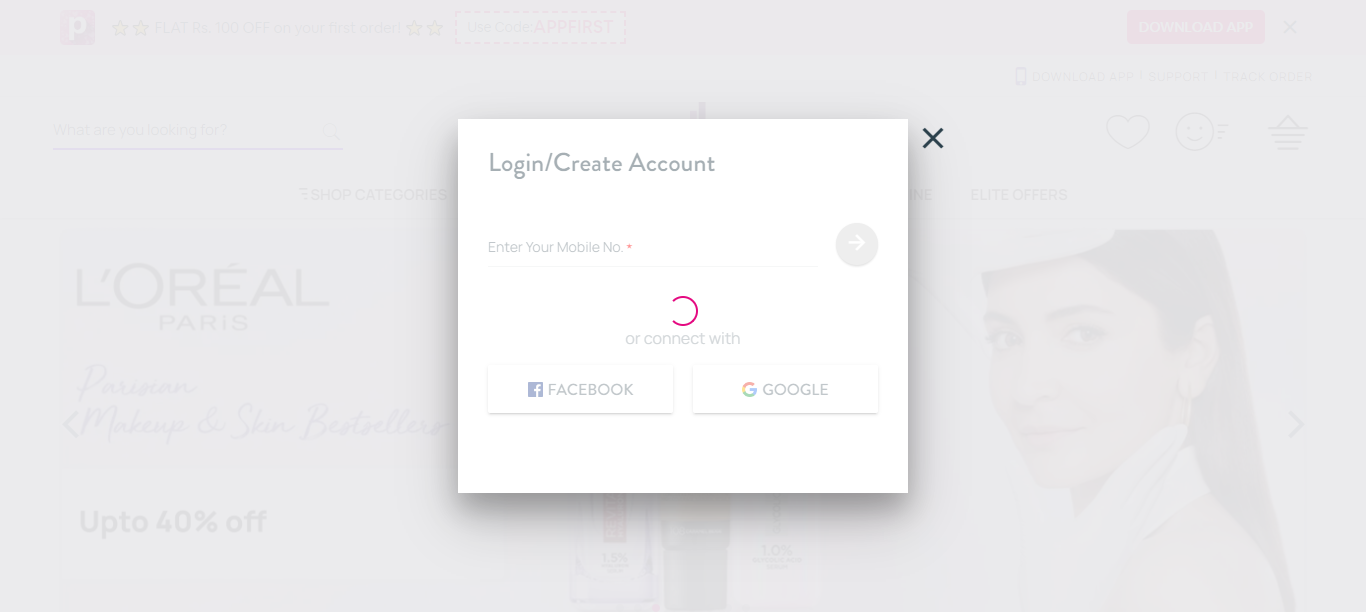 p
FLAT Rs. 100 OFF on your first order!
Use Code:APPFIRST
DOWNLOAD APP
DOWNLOAD APP | SUPPORT | TRACK ORDER
What are you looking for?
SHOP CATEGORIES
ELITE OFFERS
Login/Create Account
Enter Your Mobile No. *
or connect with
FACEBOOK
GOOGLE
L'ORÉAL
PARIS
Parisian
Makeup & Skin Bestsellers
Upto 40% off
1.5%
1.0%